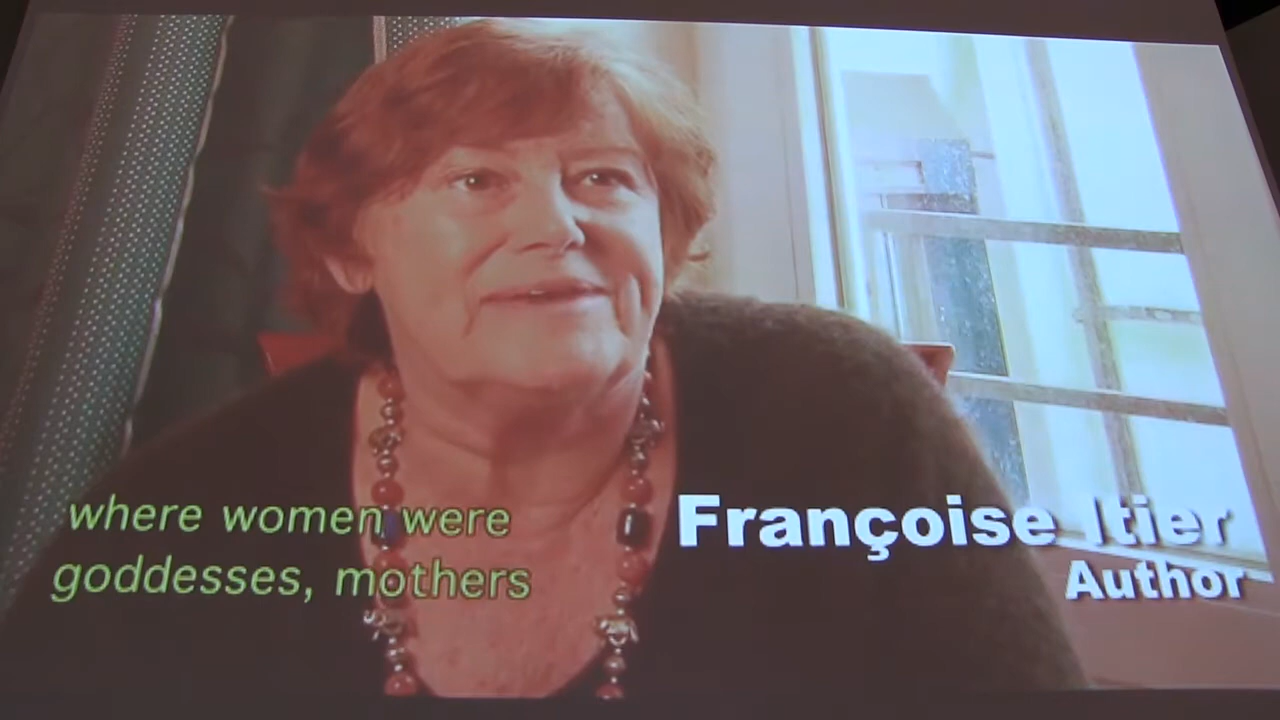 where women were
goddesses, mothers
Françoise Itier
Author